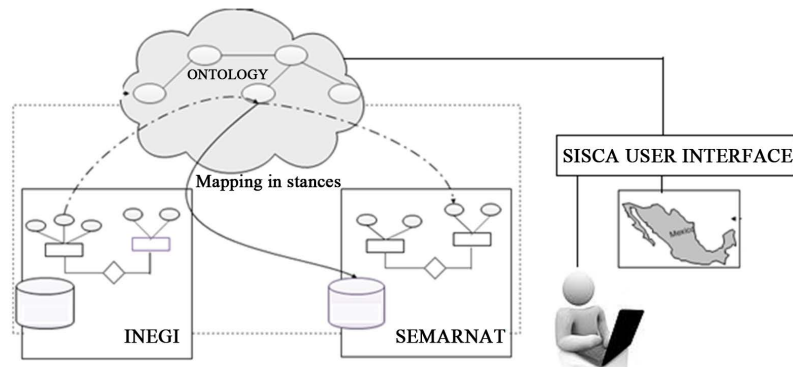 ONTOLOGY
SISCA USER INTERFACE
Mapping in stances
Mexico
INEGI
SEMARNAT